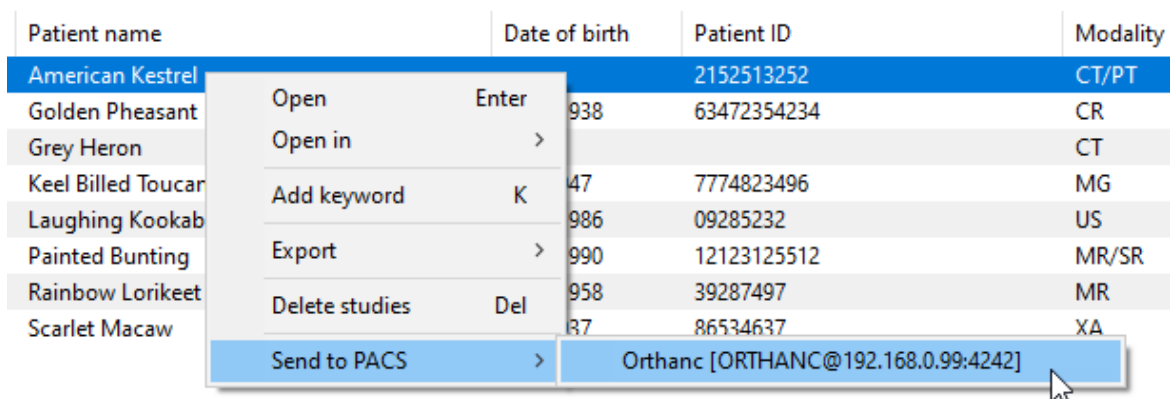 Patient name Date of birth Patient ID Modality
American Kestrel 2152513252 CT/PT
Open Enter
Golden Pheasant 938 63472354234 CR
Open in >
Grey Heron CT
Keel Billed Toucan 947 7774823496 MG
Add keyword K
Laughing Kookab 986 09285232 US
Export >
Painted Bunting 990 12123125512 MR/SR
Rainbow Lorikeet 958 39287497 MR
Delete studies Del
Scarlet Macaw 937 86534637 XA
Send to PACS > Orthanc [ORTHANC@192.168.0.99:4242]